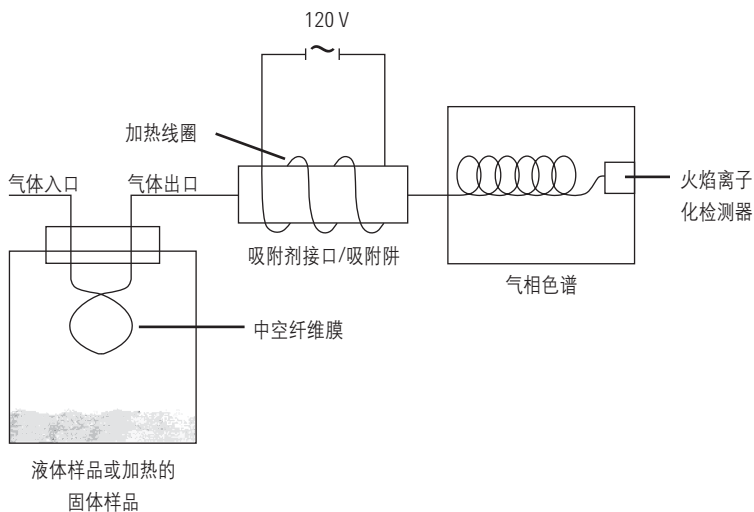 120 V
加热线圈
气体入口
气体出口
火焰离子
化检测器
吸附剂接口/吸附阱
气相色谱
中空纤维膜
液体样品或加热的
固体样品